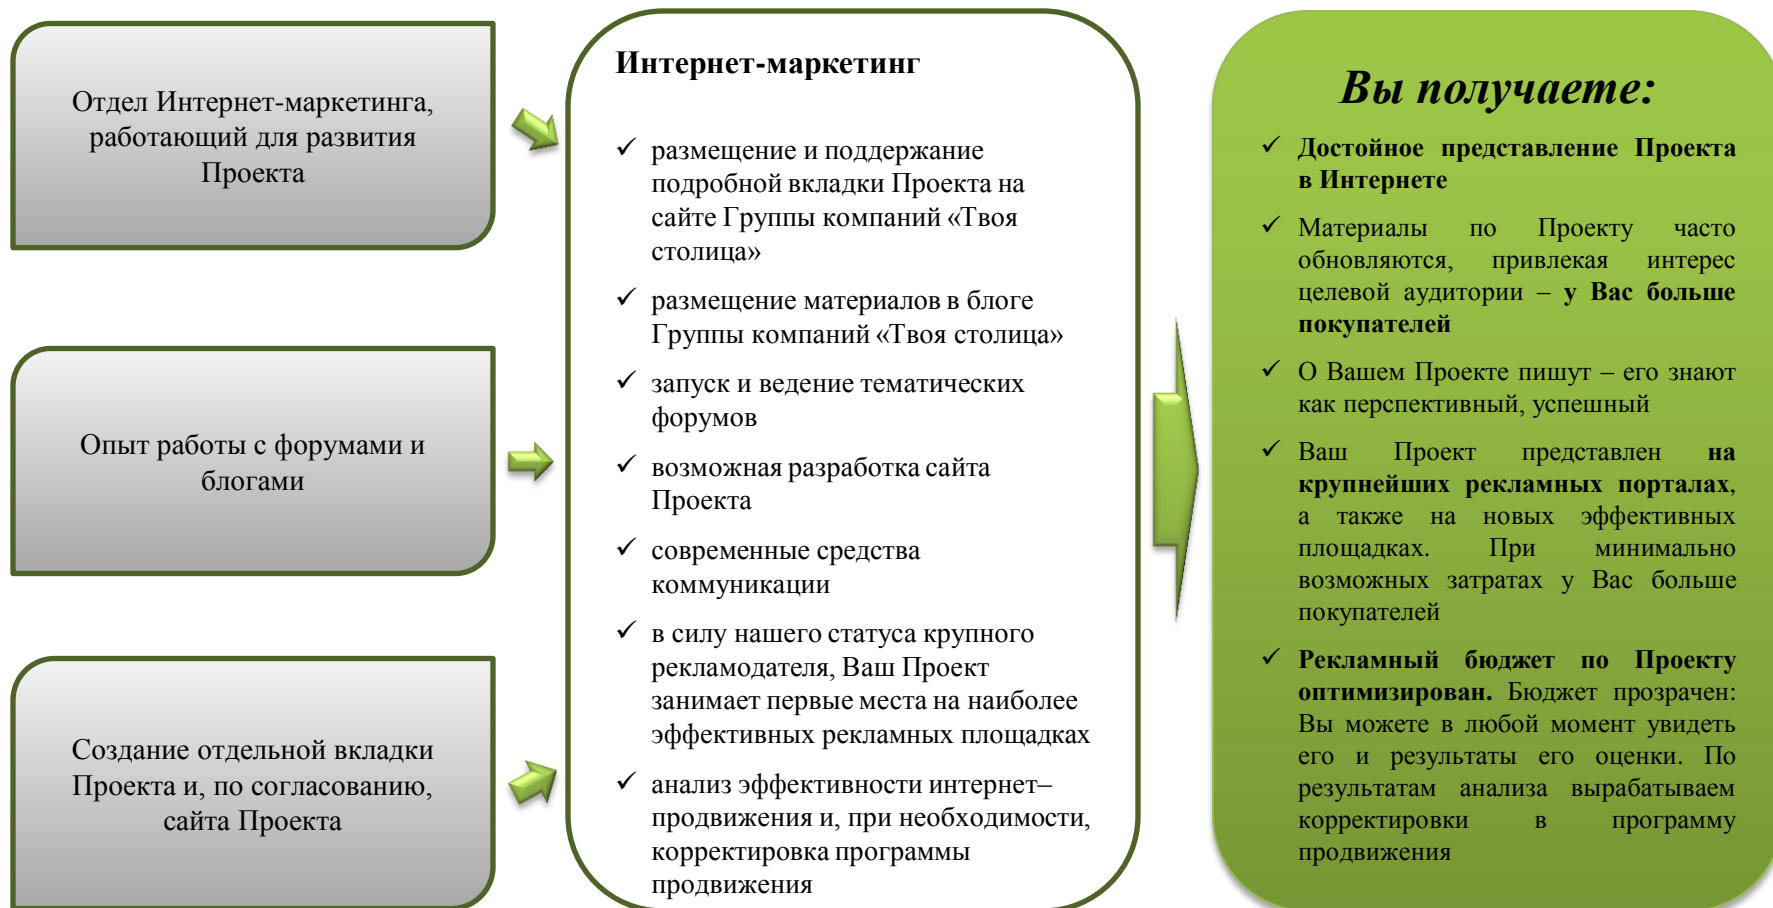 Отдел Интернет-маркетинга,
работающий для развития
Проекта
Опыт работы с форумами и
блогами
Создание отдельной вкладки
Проекта и, по согласованию,
сайта Проекта
Интернет-маркетинг
✓ размещение и поддержание
подробной вкладки Проекта на
сайте Группы компаний «Твоя
столица»
✓ размещение материалов в блоге
Группы компаний «Твоя столица»
✓ запуск и ведение тематических
форумов
✓ возможная разработка сайта
Проекта
✓ современные средства
коммуникации
✓ в силу нашего статуса крупного
рекламодателя, Ваш Проект
занимает первые места на наиболее
эффективных рекламных площадках
✓ анализ эффективности интернет–
продвижения и, при необходимости,
корректировка программы
продвижения
Вы получаете:
✓ Достойное представление Проекта
в Интернете
✓ Материалы по Проекту часто
обновляются, привлекая интерес
целевой аудитории – у Вас больше
покупателей
✓ О Вашем Проекте пишут – его знают
как перспективный, успешный
✓ Ваш Проект представлен на
крупнейших рекламных порталах,
а также на новых эффективных
площадках. При минимально
возможных затратах у Вас больше
покупателей
✓ Рекламный бюджет по Проекту
оптимизирован. Бюджет прозрачен:
Вы можете в любой момент увидеть
его и результаты его оценки. По
результатам анализа вырабатываем
корректировки в программу
продвижения